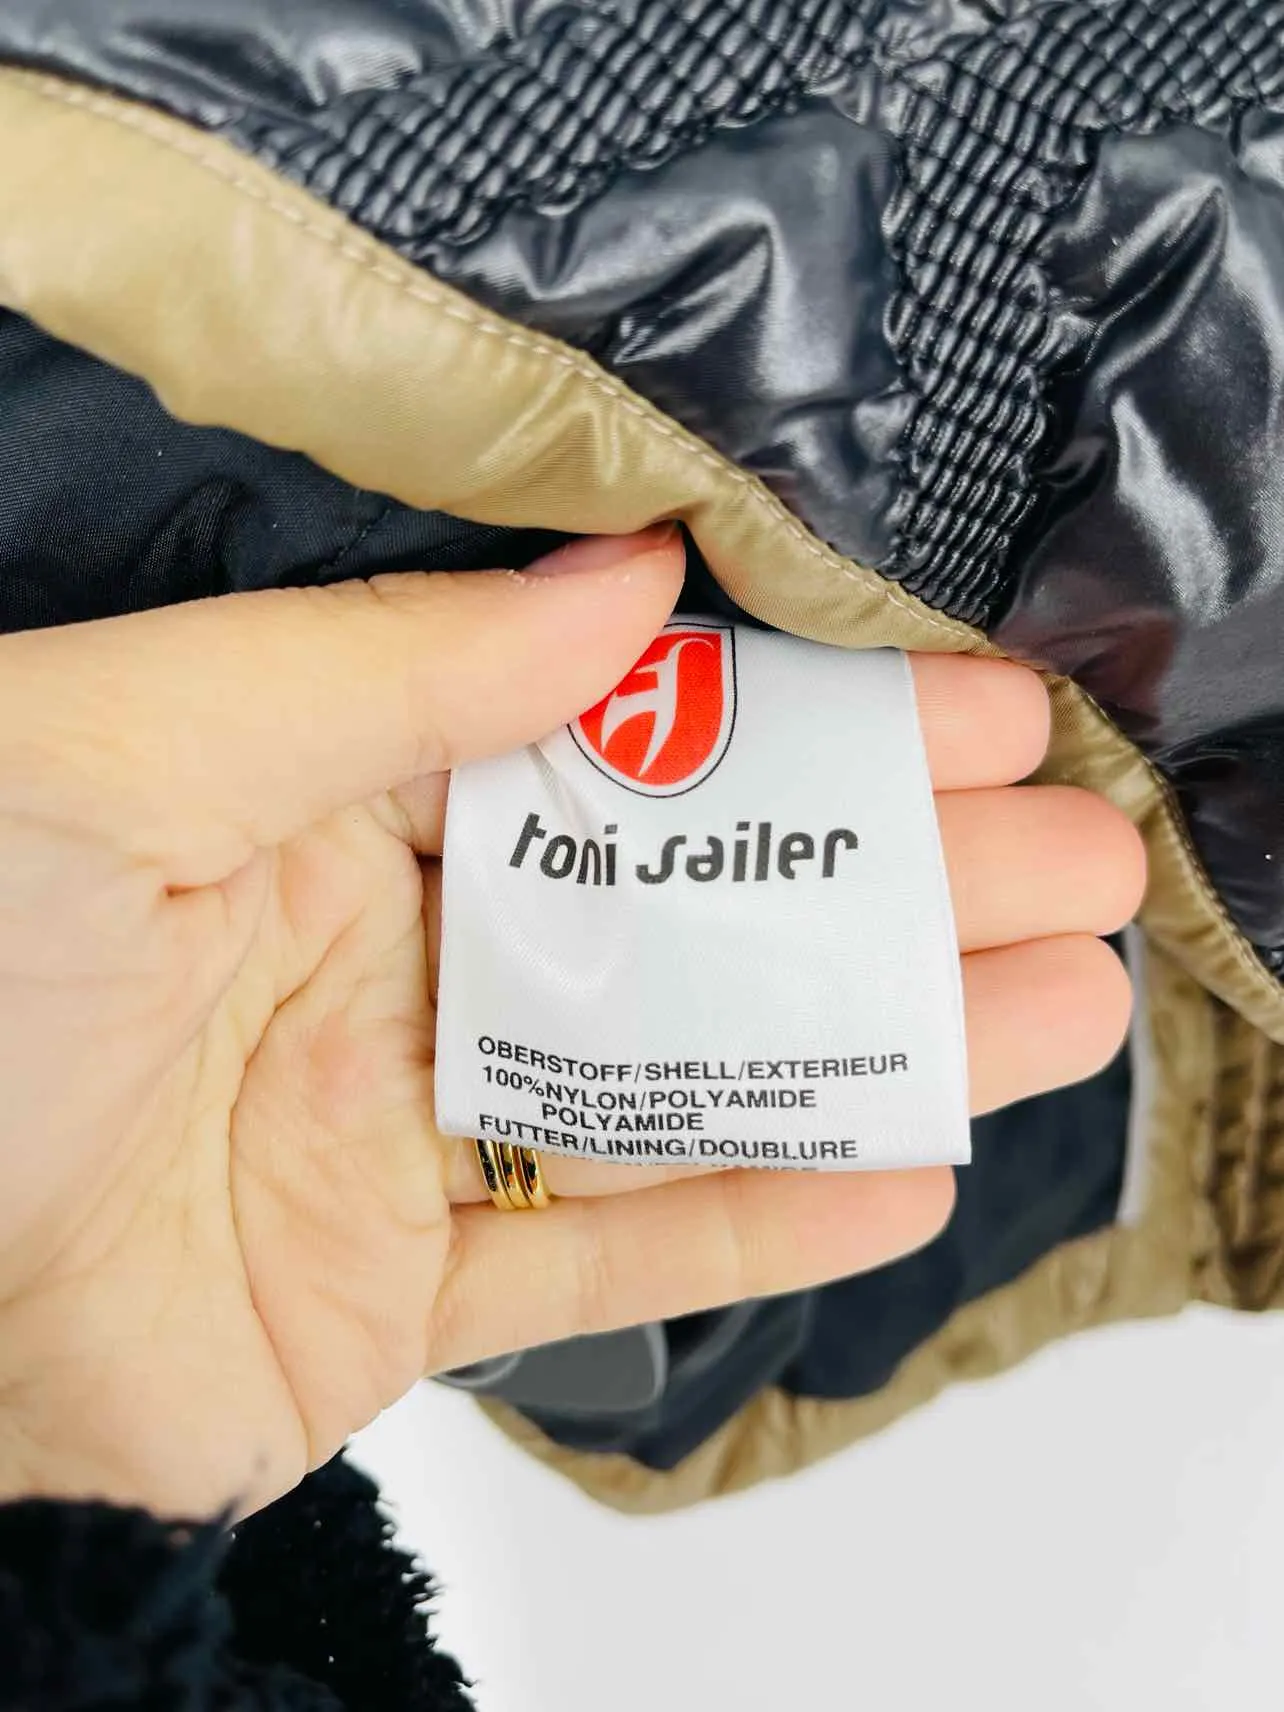 toni sailer
OBERSTOFF/SHELL/EXTERIEUR
100%NYLON/POLYAMIDE
POLYAMIDE
FUTTER/LINING/DOUBLURE